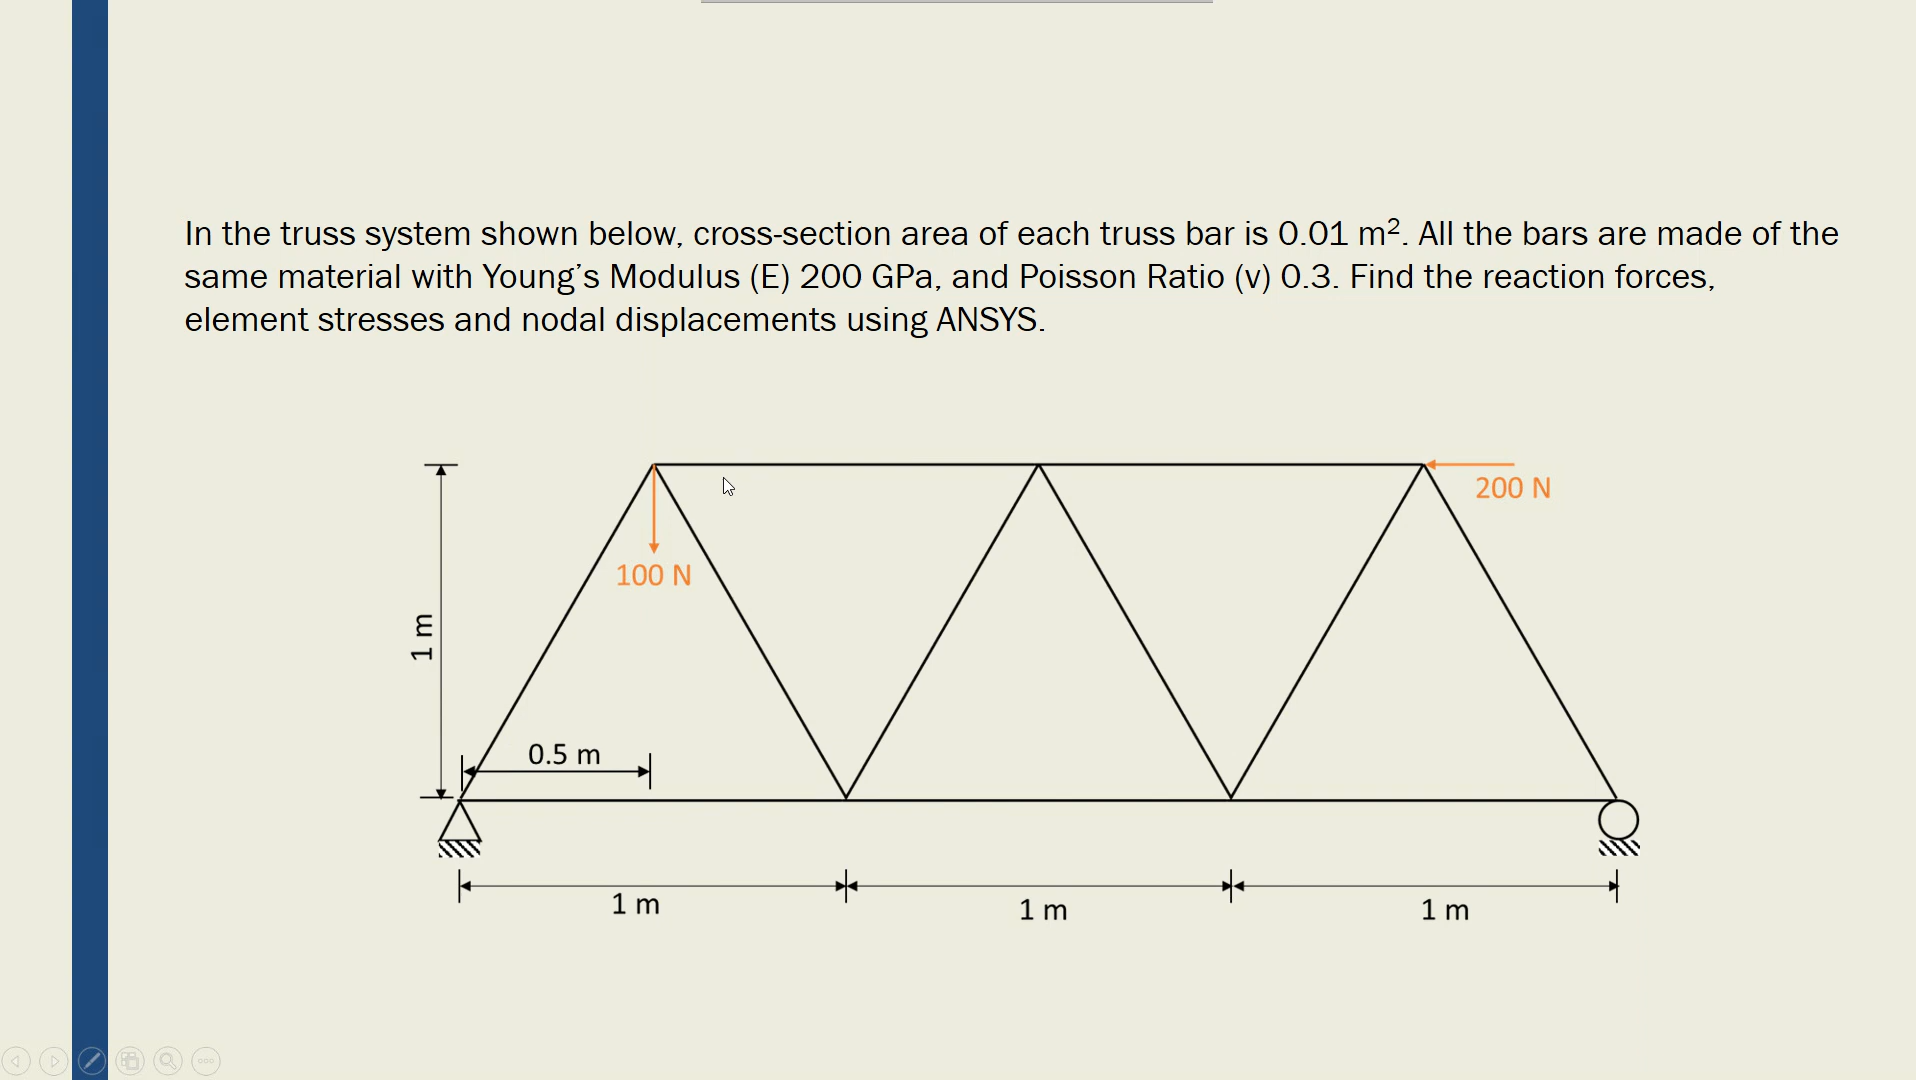 In the truss system shown below, cross-section area of each truss bar is 0.01 m². All the bars are made of the
same material with Young’s Modulus (E) 200 GPa, and Poisson Ratio (v) 0.3. Find the reaction forces,
element stresses and nodal displacements using ANSYS.
200 N
100 N
1 m
0.5 m
1 m
1 m
1 m